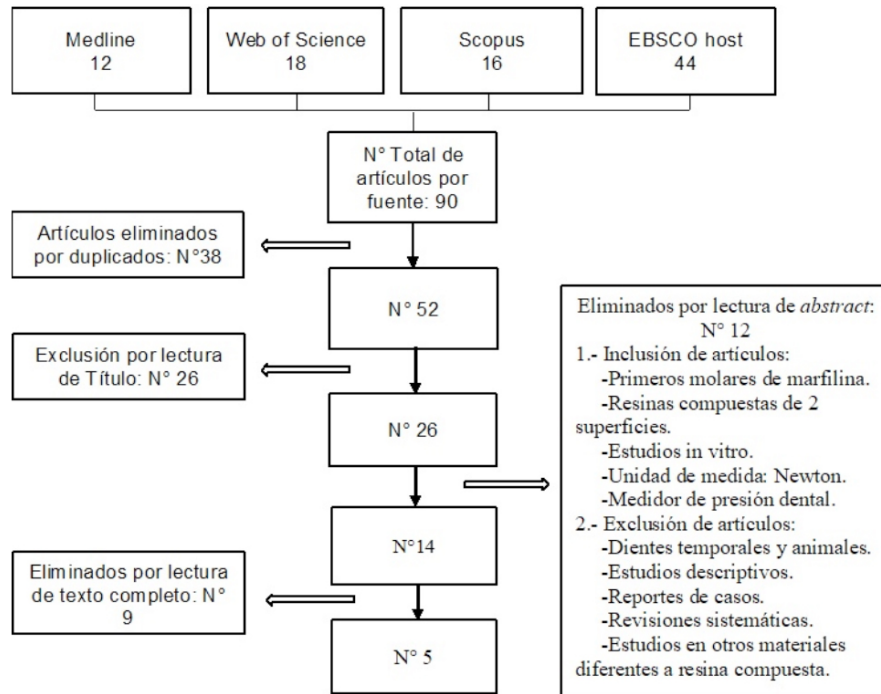 Medline
12
Web of Science
18
Scopus
16
EBSCO host
44
N° Total de
artículos por
fuente: 90
Artículos eliminados
por duplicados: N°38
N° 52
Exclusión por lectura
de Título: N° 26
N° 26
Eliminados por lectura de abstract:
N° 12
1.- Inclusión de artículos:
-Primeros molares de marfilina.
-Resinas compuestas de 2
superficies.
-Estudios in vitro.
-Unidad de medida: Newton.
-Medidor de presión dental.
2.- Exclusión de artículos:
-Dientes temporales y animales.
-Estudios descriptivos.
-Reportes de casos.
-Revisiones sistemáticas.
-Estudios en otros materiales
diferentes a resina compuesta.
N°14
Eliminados por lectura
de texto completo: N°
9
N° 5